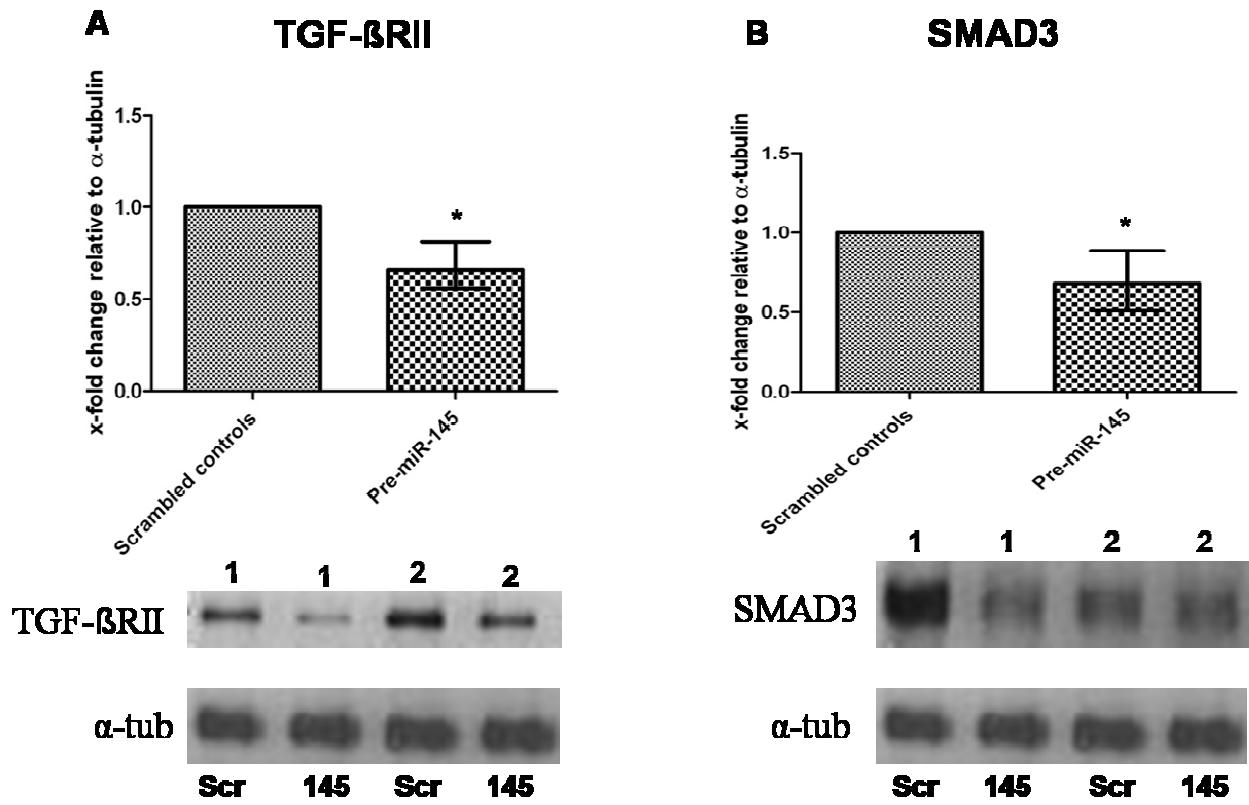 A
TGF-ßRII
x-fold change relative to α-tubulin
1.5
1.0
0.5
0.0
*
Scrambled controls
Pre-miR-145
1 1 2 2
TGF-ßRII
α-tub
Scr 145 Scr 145
B
SMAD3
x-fold change relative to α-tubulin
1.5
1.0
0.5
0.0
*
Scrambled controls
Pre-miR-145
1 1 2 2
SMAD3
α-tub
Scr 145 Scr 145